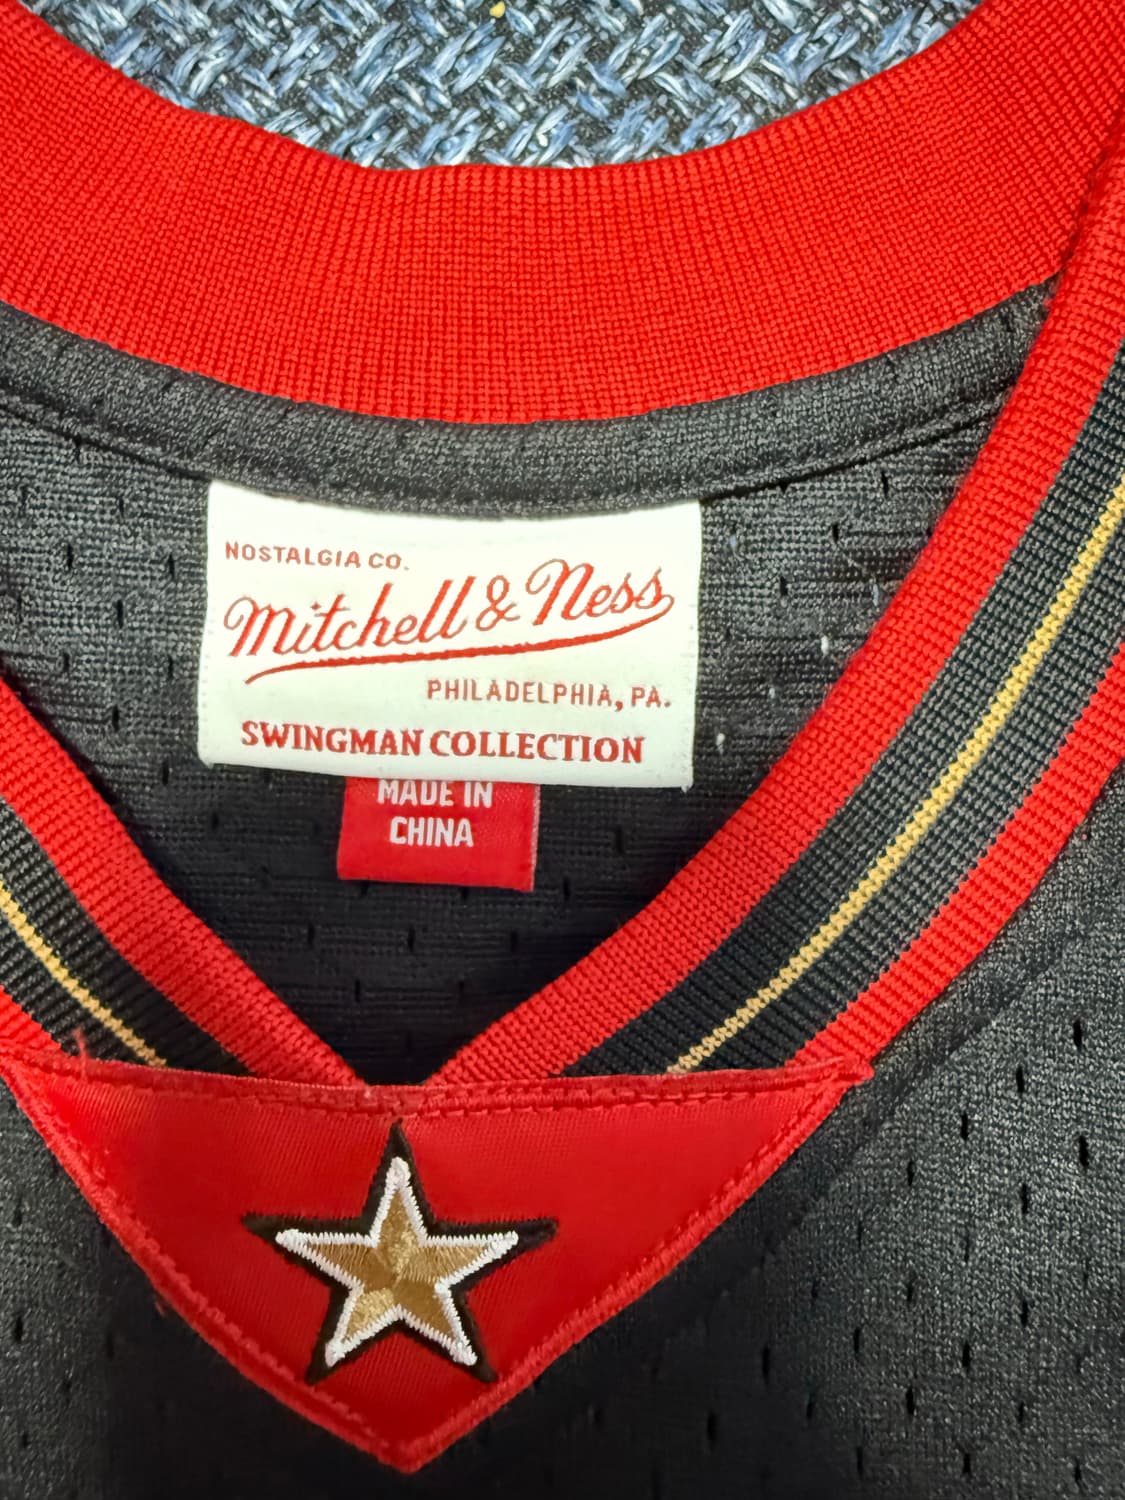 NOSTALGIA CO.
Mitchell & Ness
PHILADELPHIA, PA.
SWINGMAN COLLECTION
MADE IN
CHINA